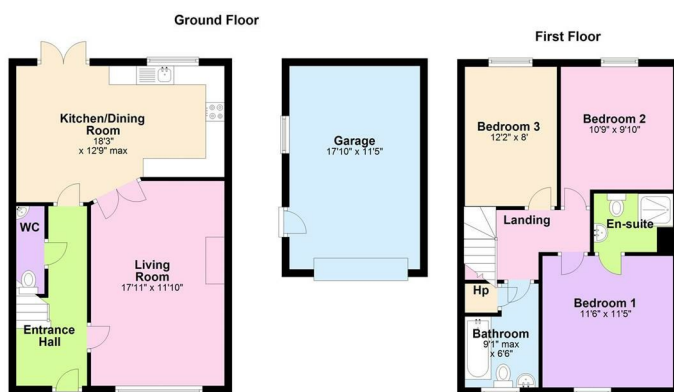 Ground Floor
Kitchen/Dining
Room
18'3"
x 12'9" max
WC
Living
Room
17'11" x 11'10"
Entrance
Hall
Garage
17'10" x 11'5"
First Floor
Bedroom 3
12'2" x 8'
Bedroom 2
10'9" x 9'10"
Landing
En-suite
Hp
Bedroom 1
11'6" x 11'5"
Bathroom
9'1" max
x 6'6"